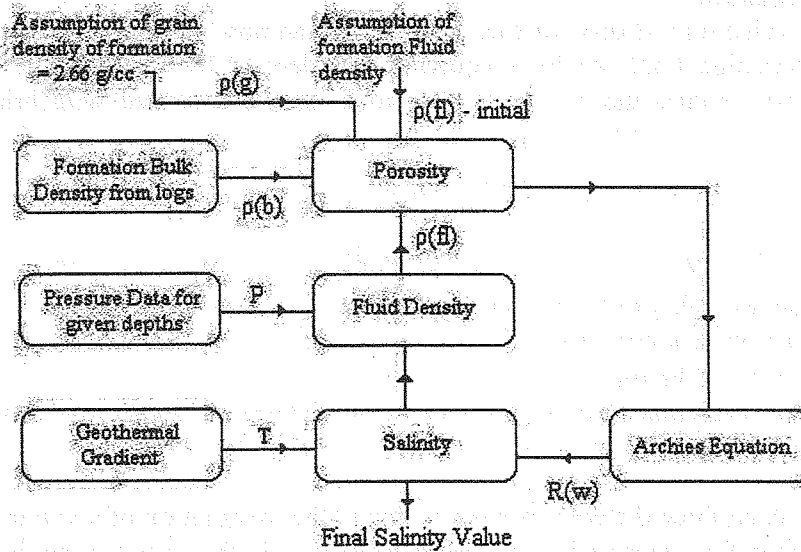 Assumption of grain
density of formation
= 2.66 g/cc
Assumption of
formation Fluid
density
ρ(g)
ρ(fl) - initial
Formation Bulk
Density from logs
ρ(b)
Porosity
ρ(fl)
Pressure Data for
given depths
P
Fluid Density
Geothermal
Gradient
T
Salinity
R(w)
Archies Equation
Final Salinity Value